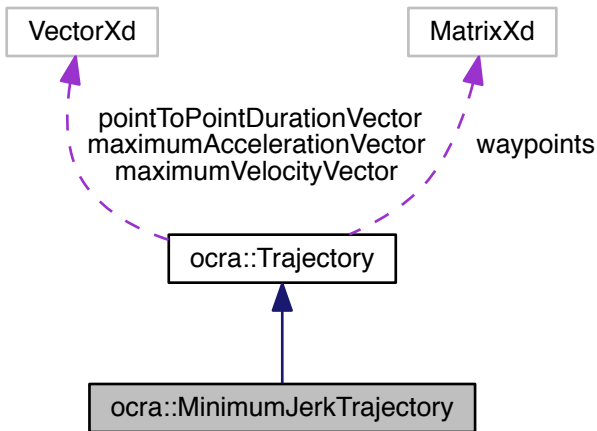 VectorXd
MatrixXd
pointToPointDurationVector
maximumAccelerationVector
maximumVelocityVector
waypoints
ocra::Trajectory
ocra::MinimumJerkTrajectory